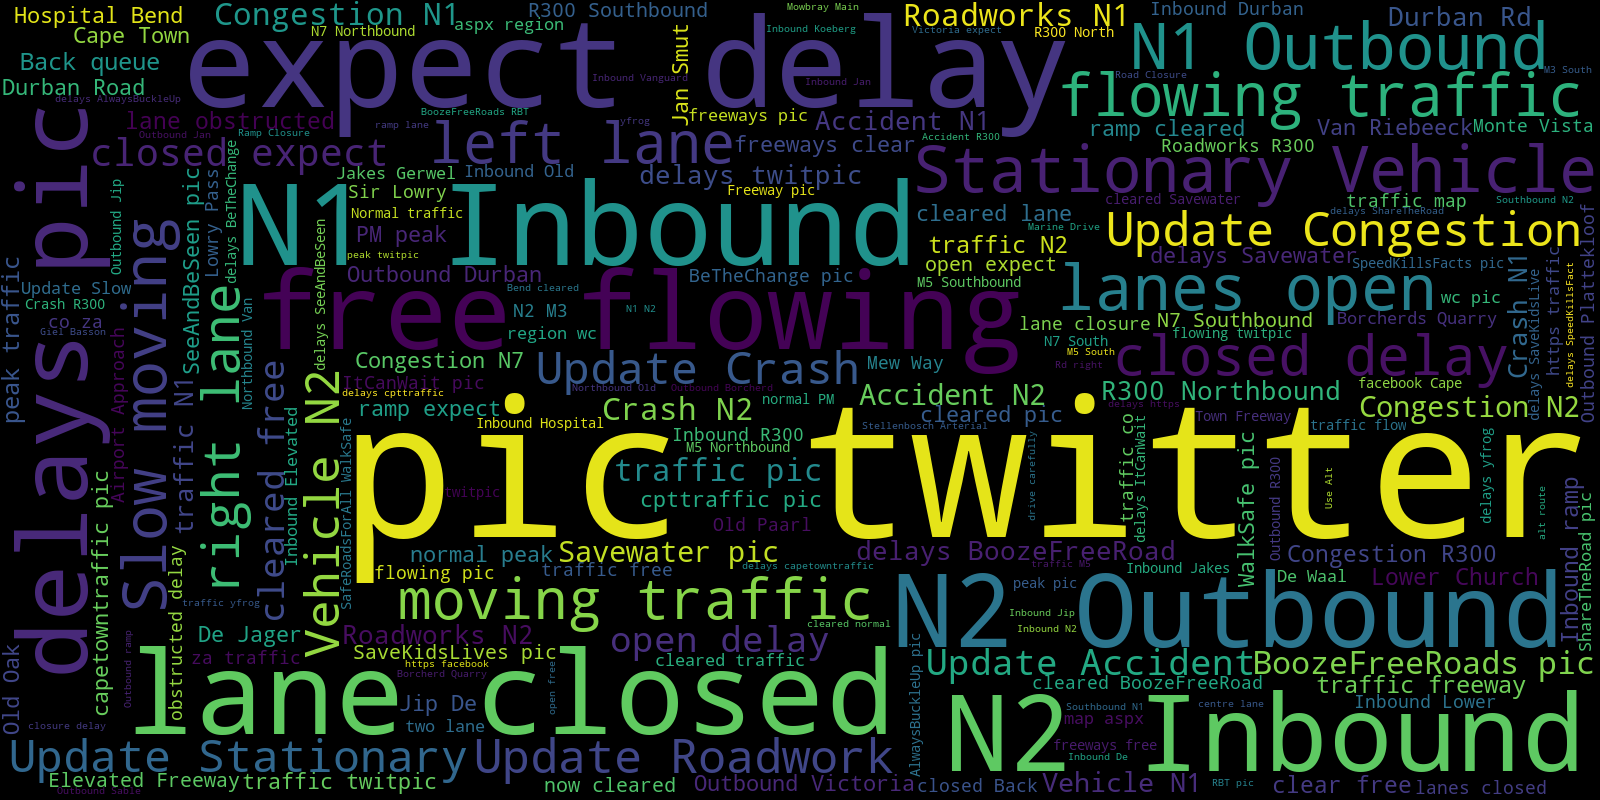 Hospital Bend
Congestion N1
R300 Southbound
Mowbray Main
Roadworks N1
Inbound Durban
Durban Rd
Cape Town
N7 Northbound
aspx region
Inbound Koeberg
Victoria expect
R300 North
N1 Outbound
Back queue
expect delay
Jan Smut
Road Closure
M3 South
Durban Road
Inbound Vanguard
Inbound Jan
flowing traffic
delays AlwaysBuckleUp
BoozeFreeRoads RBT
freeways pic
lane obstructed
Outbound Jan
Ramp Closure
ramp lane
yfrog
Accident N1
Accident R300
ramp cleared
Van Riebeeck
Monte Vista
closed expect
left lane
freeways clear
Roadworks R300
Stationary Vehicle
delays pic
Outbound Jip
SeeAndBeSeen pic
Lowry Pass
delays BeTheChange
Jakes Gerwel
Inbound Old
delays twitpic
Sir Lowry
Freeway pic
cleared Savewater
traffic map
Southbound N2
N1 Inbound
Normal traffic
cleared lane
delays ShareTheRoad
Marine Drive
Update Congestion
PM peak
traffic N2
peak twitpic
open expect
delays Savewater
SpeedKillsFacts pic
Outbound Durban
BeTheChange pic
M5 Southbound
lanes open
Crash N1
https traffic
Outbound Plattekloof
peak traffic
Update Slow
Crash R300
co za
Giel Basson
Slow moving
Airport Approach
traffic N1
right lane
Northbound Van
free flowing
delays SeeAndBeSeen
Bend cleared
N2 M3
N1 N2
region wc
lane closure
N7 Southbound
wc pic
Borcherds Quarry
flowing twitpic
N7 South
M5 South
Rd right
closed delay
delays SaveKidsLive
delays SpeedKillsFact
Congestion N7
Update Crash
Mew Way
ItCanWait pic
Northbound Old
Outbound Borcherd
delays cpttraffic
normal PM
Accident N2
R300 Northbound
delays https
facebook Cape
Congestion N2
ramp expect
Crash N2
cleared pic
Town Freeway
traffic flow
Inbound Hospital
Inbound R300
Stellenbosch Arterial
M5 Northbound
pic twitter
Inbound Elevated
cleared free
Vehicle N2
SafeRoadsForAll WalkSafe
traffic pic
drive carefully
traffic co
delays ItCanWait
WalkSafe pic
Outbound R300
Use Alt
delays yfrog
alt route
twitpic
cpttraffic pic
Old Paarl
capetowntraffic pic
obstructed delay
normal peak
Savewater pic
delays BoozeFreeRoad
Congestion R300
Inbound ramp
ShareTheRoad pic
flowing pic
traffic free
delays capetowntraffic
traffic M5
Inbound Jakes
peak pic
De Waal
Lower Church
traffic yfrog
moving traffic
N2 Outbound
Inbound Jip
Inbound N2
De Jager
Roadworks N2
open delay
cleared normal
za traffic
SaveKidsLives pic
https facebook
Borcherd Quarry
cleared traffic
Update Accident
BoozeFreeRoads pic
cleared BoozeFreeRoad
traffic freeway
Old Oak
Outbound ramp
lane closed
open free
AlwaysBuckleUp pic
Jip De
two lane
Southbound N1
centre lane
Inbound Lower
map aspx
N2 Inbound
closure delay
freeways free
Inbound De
Update Stationary
Update Roadwork
Elevated Freeway
traffic twitpic
now cleared
Outbound Victoria
closed Back
Vehicle N1
RBT pic
clear free
lanes closed
Outbound Sable